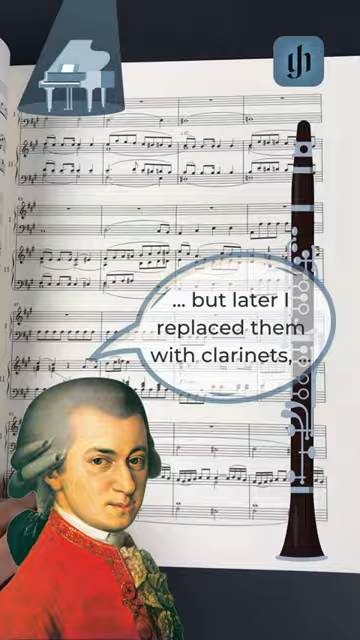 ... but later I
replaced them
with clarinets, ...